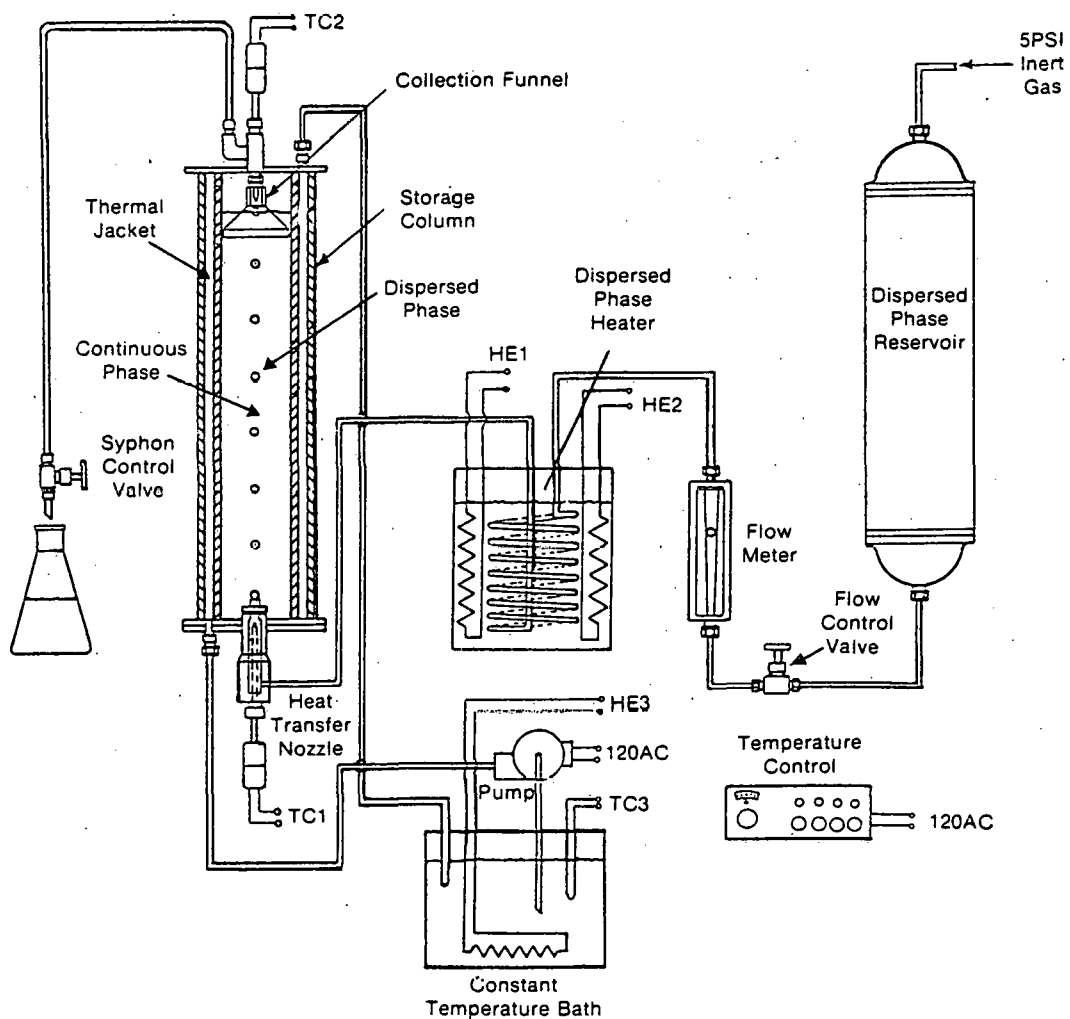 TC2
Collection Funnel
5PSI
Inert
Gas
Thermal
Jacket
Storage
Column
Dispersed
Phase
Continuous
Phase
Dispersed
Phase
Heater
Dispersed
Phase
Reservoir
HE1
HE2
Syphon
Control
Valve
Flow
Meter
Flow
Control
Valve
Heat
Transfer
Nozzle
HE3
120AC
Pump
TC1
TC3
Temperature
Control
120AC
Constant
Temperature Bath